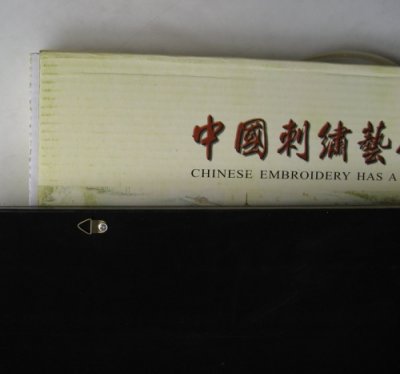 中國刺繡藝
CHINESE EMBROIDERY HAS A